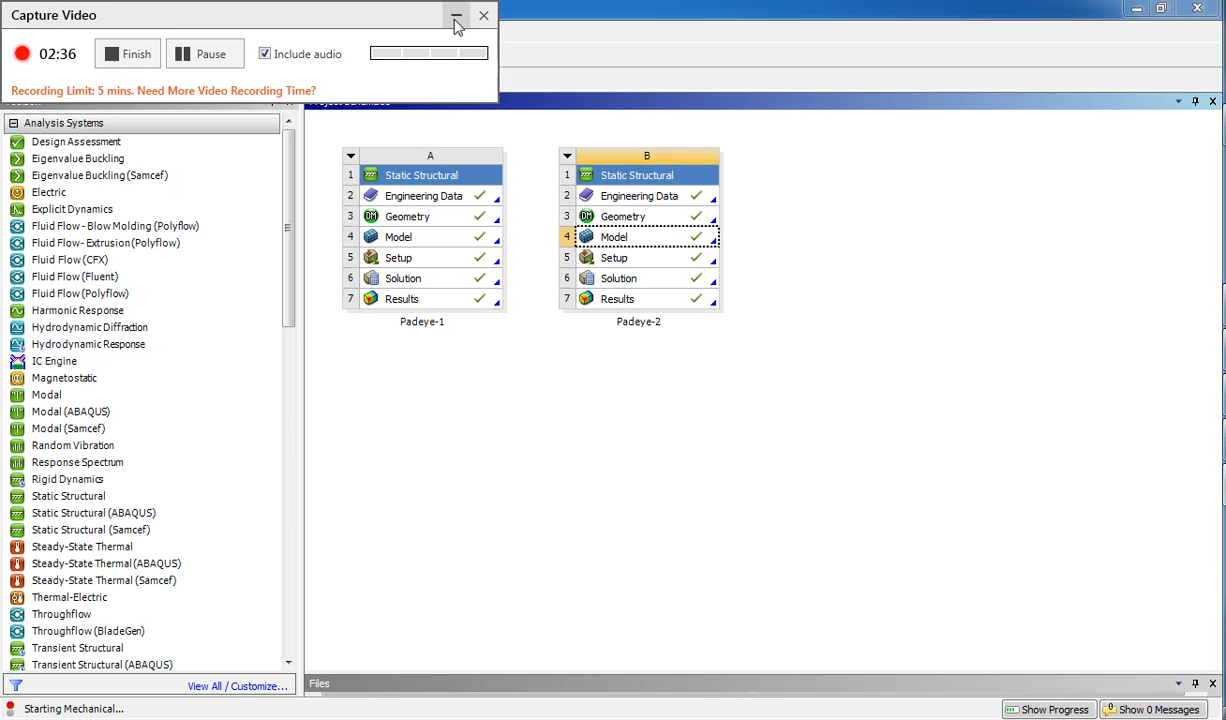 Capture Video
02:36
Finish
Pause
Include audio
Recording Limit: 5 mins. Need More Video Recording Time?
Analysis Systems
Design Assessment
Eigenvalue Buckling
Eigenvalue Buckling (Samcef)
Electric
Explicit Dynamics
Fluid Flow - Blow Molding (Polyflow)
Fluid Flow - Extrusion (Polyflow)
Fluid Flow (CFX)
Fluid Flow (Fluent)
Fluid Flow (Polyflow)
Harmonic Response
Hydrodynamic Diffraction
Hydrodynamic Response
IC Engine
Magnetostatic
Modal
Modal (ABAQUS)
Modal (Samcef)
Random Vibration
Response Spectrum
Rigid Dynamics
Static Structural
Static Structural (ABAQUS)
Static Structural (Samcef)
Steady-State Thermal
Steady-State Thermal (ABAQUS)
Steady-State Thermal (Samcef)
Thermal-Electric
Throughflow
Throughflow (BladeGen)
Transient Structural
Transient Structural (ABAQUS)
View All / Customize...
A
1 Static Structural
2 Engineering Data
3 Geometry
4 Model
5 Setup
6 Solution
7 Results
Padeye-1
B
1 Static Structural
2 Engineering Data
3 Geometry
4 Model
5 Setup
6 Solution
7 Results
Padeye-2
Files
Starting Mechanical...
Show Progress
Show 0 Messages